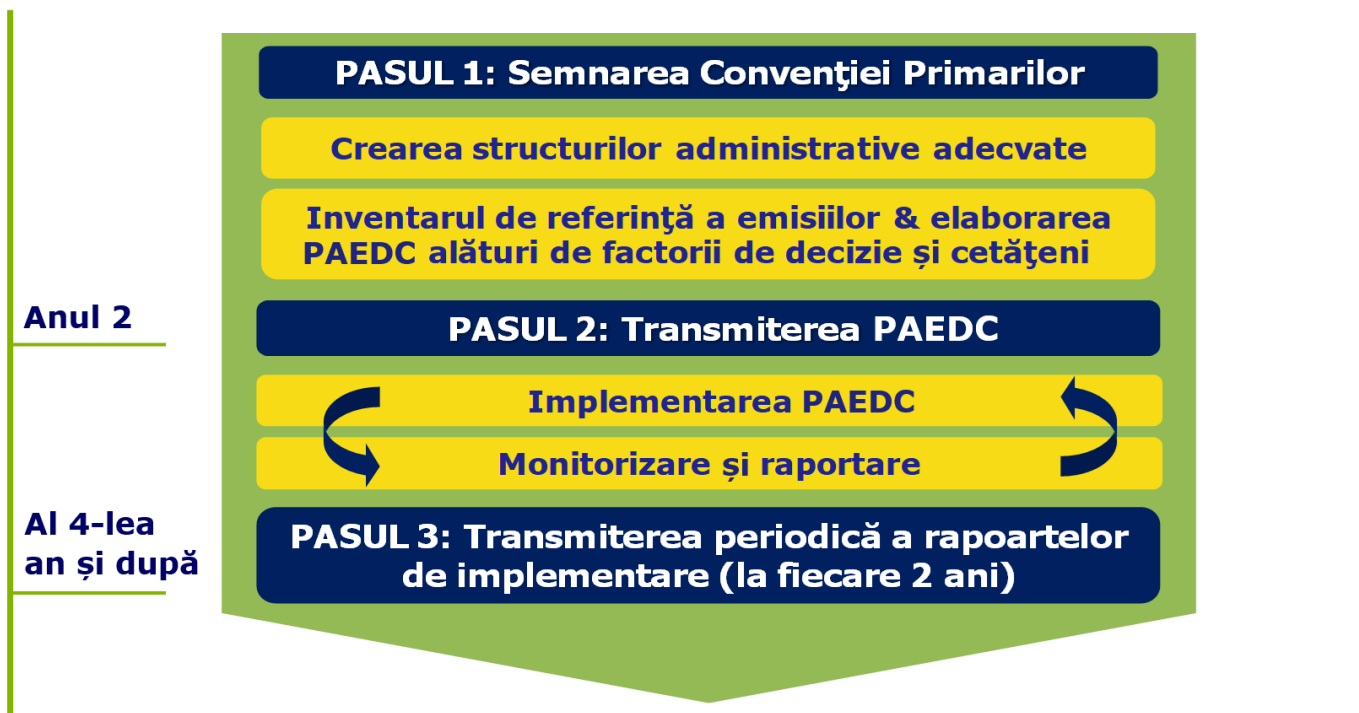 PASUL 1: Semnarea Convenţiei Primarilor
Crearea structurilor administrative adecvate
Inventarul de referinţă a emisiilor & elaborarea
PAEDC alături de factorii de decizie și cetăţeni
Anul 2
PASUL 2: Transmiterea PAEDC
Implementarea PAEDC
Monitorizare și raportare
Al 4-lea
an și după
PASUL 3: Transmiterea periodică a rapoartelor
de implementare (la fiecare 2 ani)